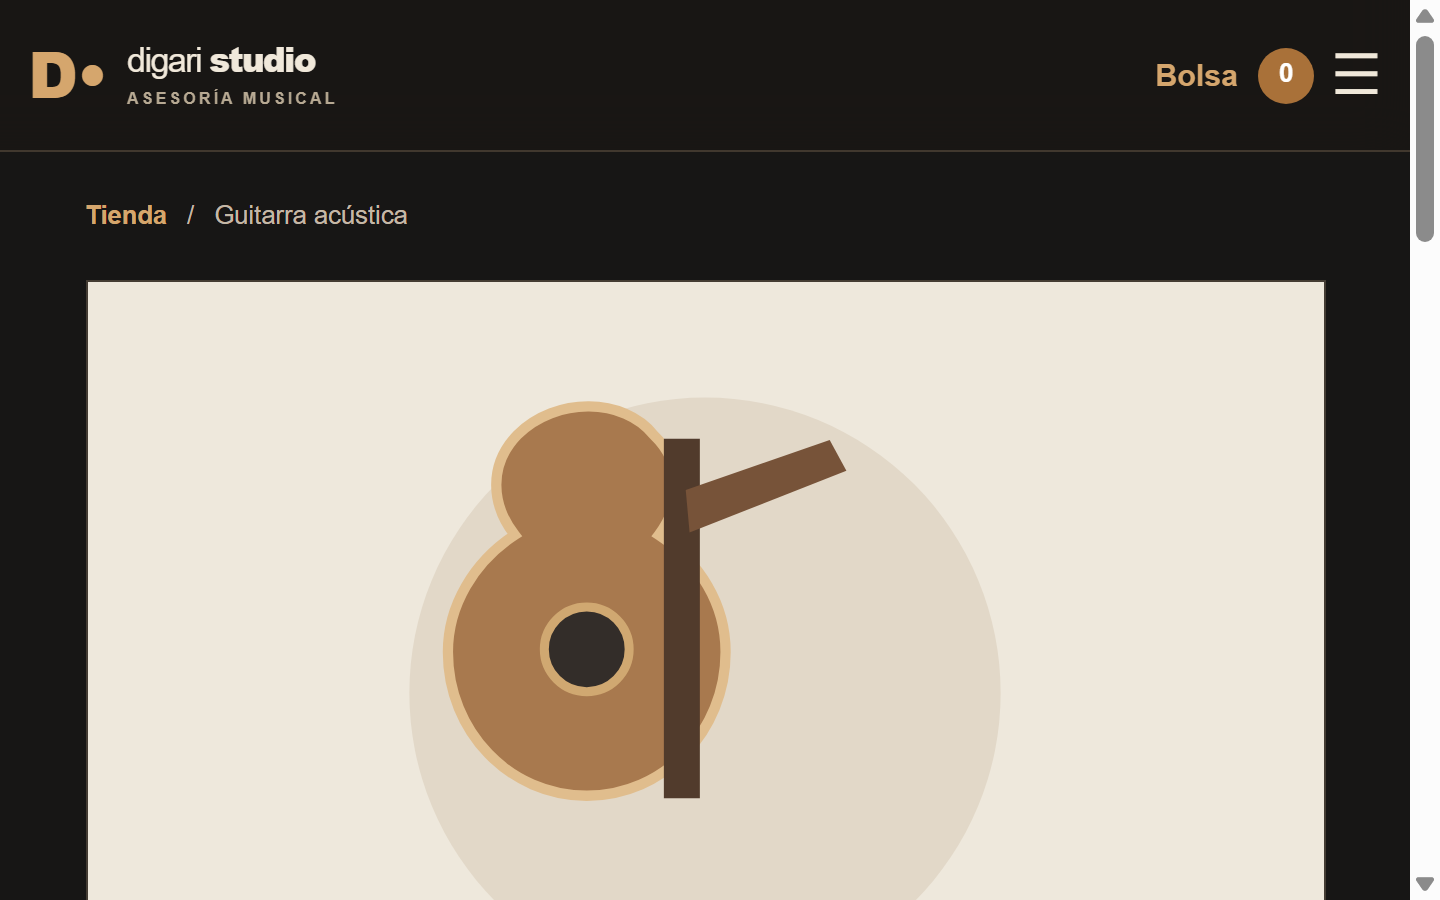 D
digari studio
ASESORÍA MUSICAL
Bolsa 0
Tienda / Guitarra acústica